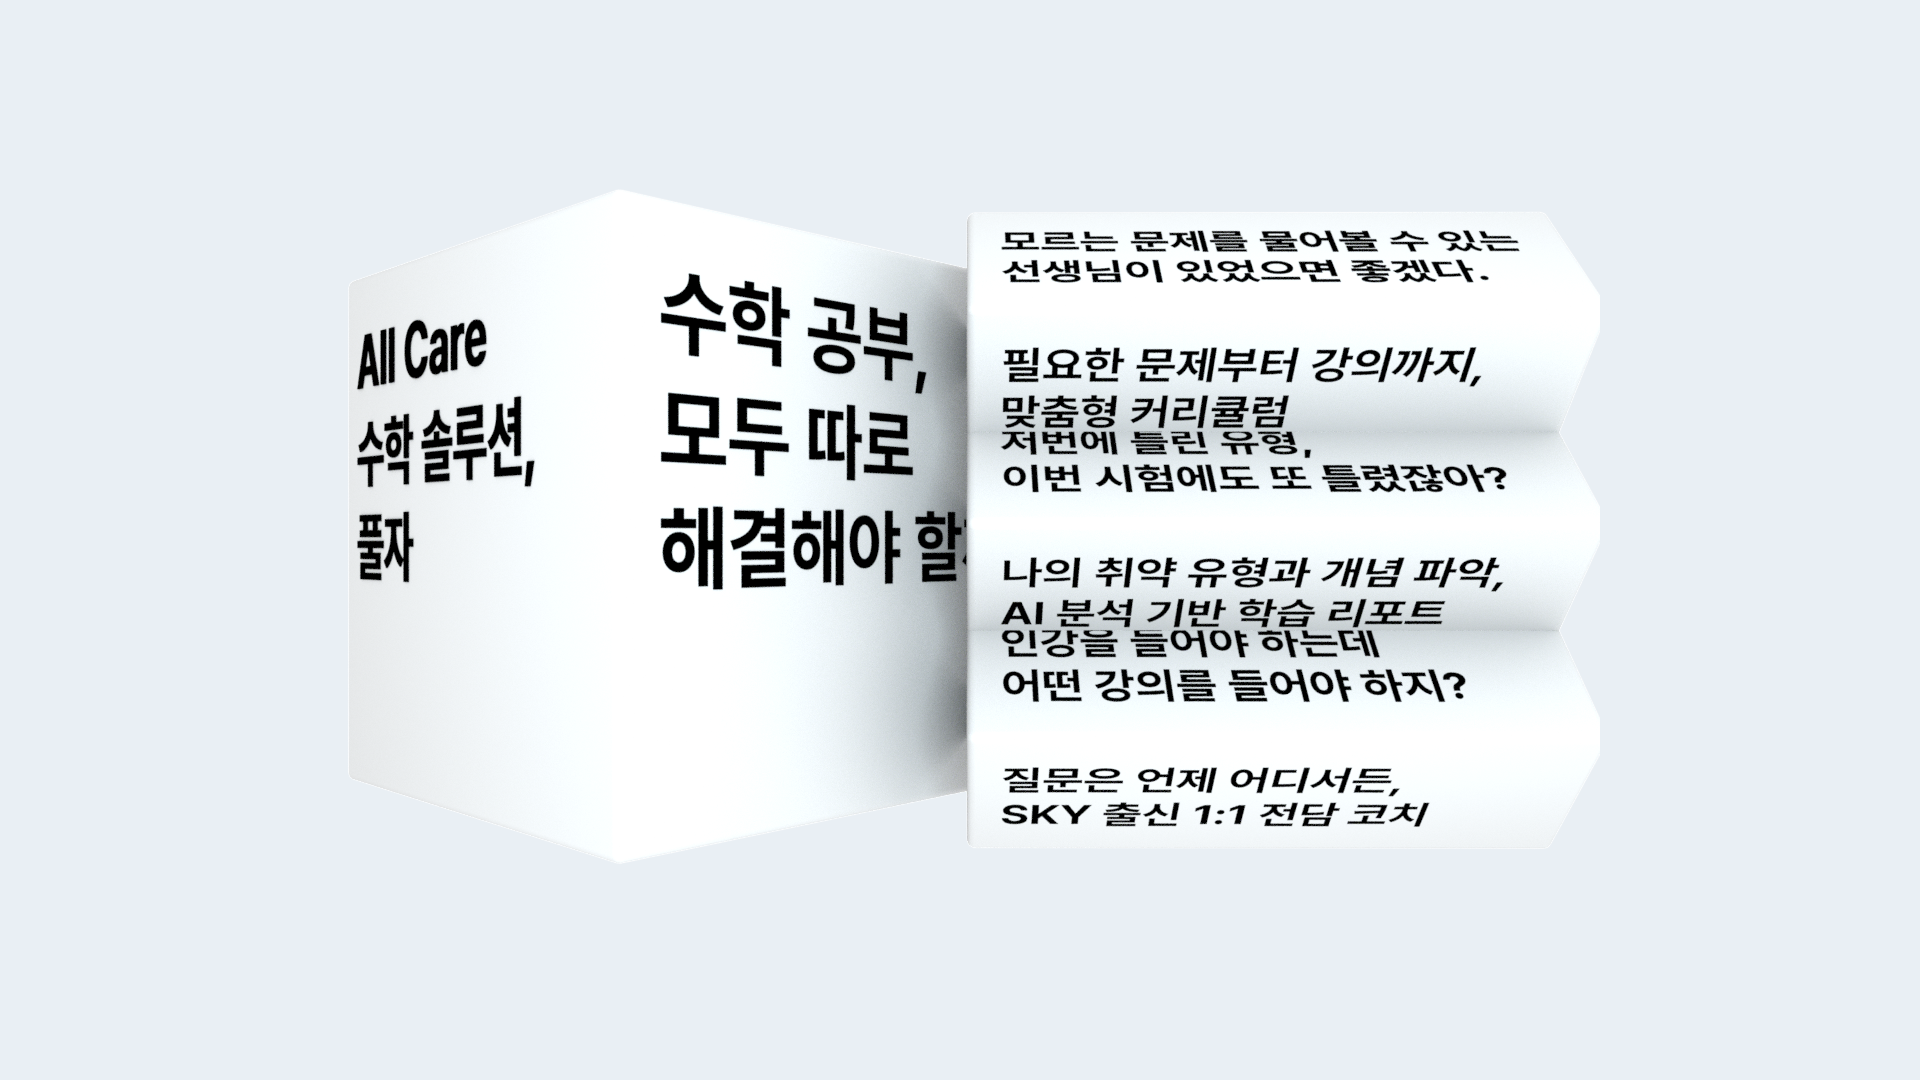 All Care
수학 솔루션,
풀자
수학 공부,
모두 따로
해결해야 할
모르는 문제를 물어볼 수 있는
선생님이 있었으면 좋겠다.
필요한 문제부터 강의까지,
맞춤형 커리큘럼
저번에 틀린 유형,
이번 시험에도 또 틀렸잖아?
나의 취약 유형과 개념 파악,
AI 분석 기반 학습 리포트
인강을 들어야 하는데
어떤 강의를 들어야 하지?
질문은 언제 어디서든,
SKY 출신 1:1 전담 코치